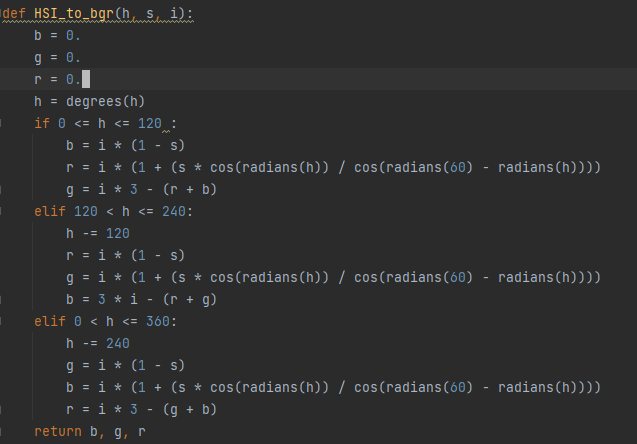 def HSI_to_bgr(h, s, i):
    b = 0.
    g = 0.
    r = 0.
    h = degrees(h)
    if 0 <= h <= 120 :
        b = i * (1 - s)
        r = i * (1 + (s * cos(radians(h)) / cos(radians(60) - radians(h))))
        g = i * 3 - (r + b)
    elif 120 < h <= 240:
        h -= 120
        r = i * (1 - s)
        g = i * (1 + (s * cos(radians(h)) / cos(radians(60) - radians(h))))
        b = 3 * i - (r + g)
    elif 0 < h <= 360:
        h -= 240
        g = i * (1 - s)
        b = i * (1 + (s * cos(radians(h)) / cos(radians(60) - radians(h))))
        r = i * 3 - (g + b)
    return b, g, r